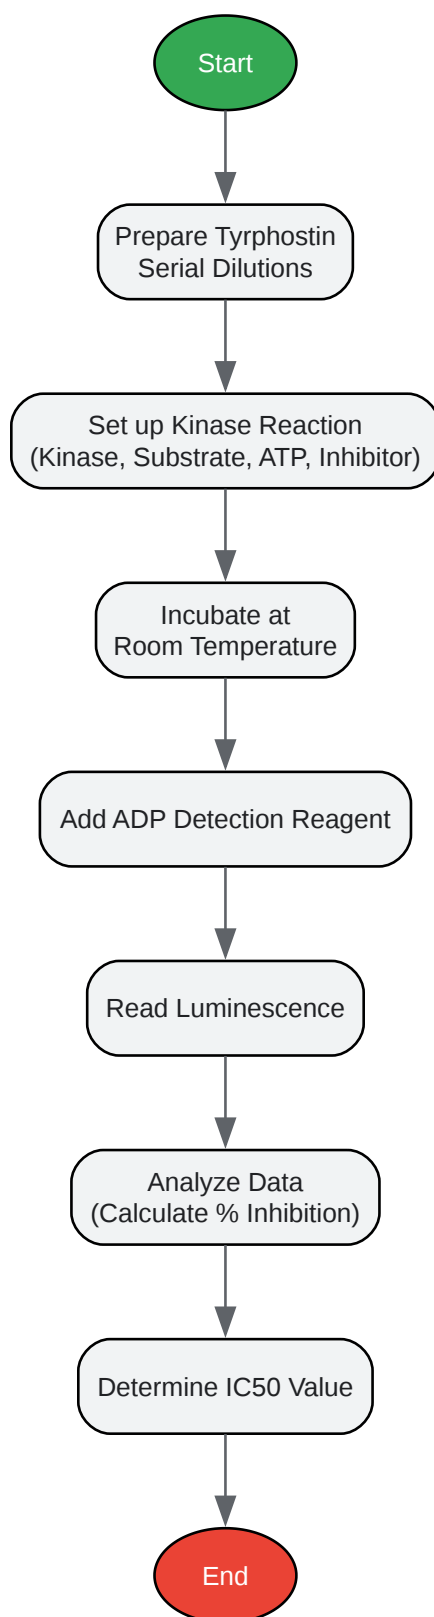 Start
Prepare Tyrphostin
Serial Dilutions
Set up Kinase Reaction
(Kinase, Substrate, ATP, Inhibitor)
Incubate at
Room Temperature
Add ADP Detection Reagent
Read Luminescence
Analyze Data
(Calculate % Inhibition)
Determine IC50 Value
End